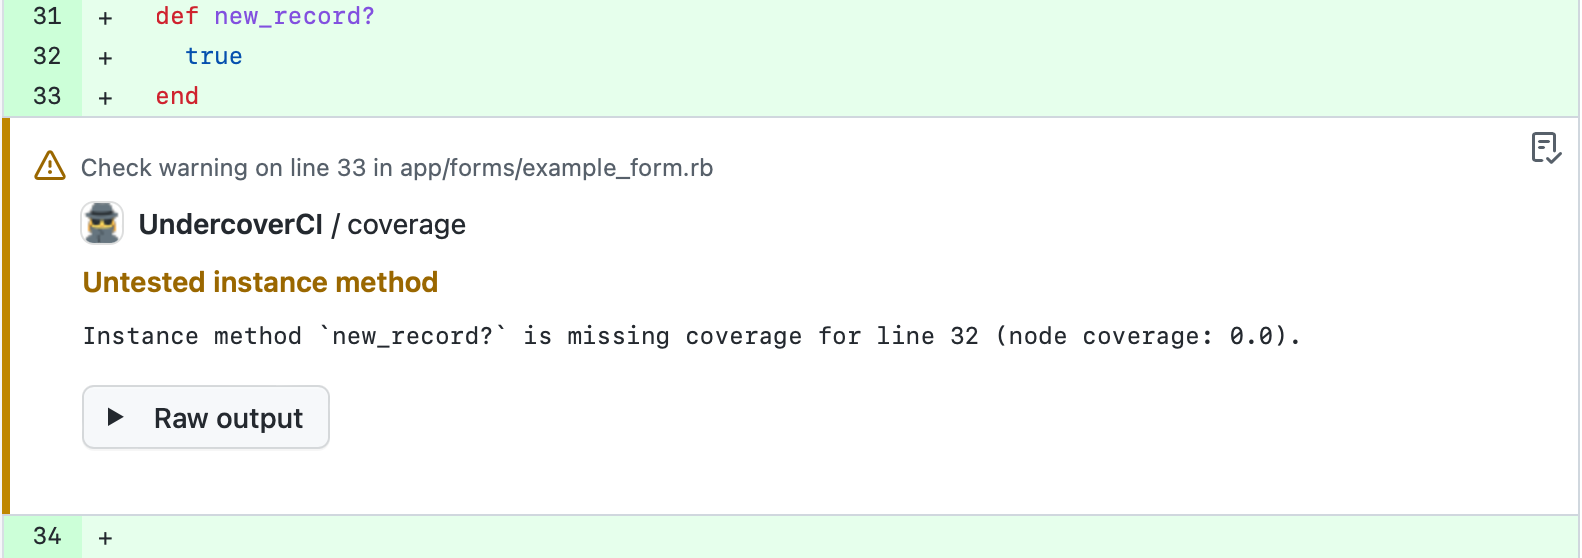 31 + def new_record?
32 + true
33 + end
Check warning on line 33 in app/forms/example_form.rb
UndercoverCI / coverage
Untested instance method
Instance method `new_record?` is missing coverage for line 32 (node coverage: 0.0).
Raw output
34 +